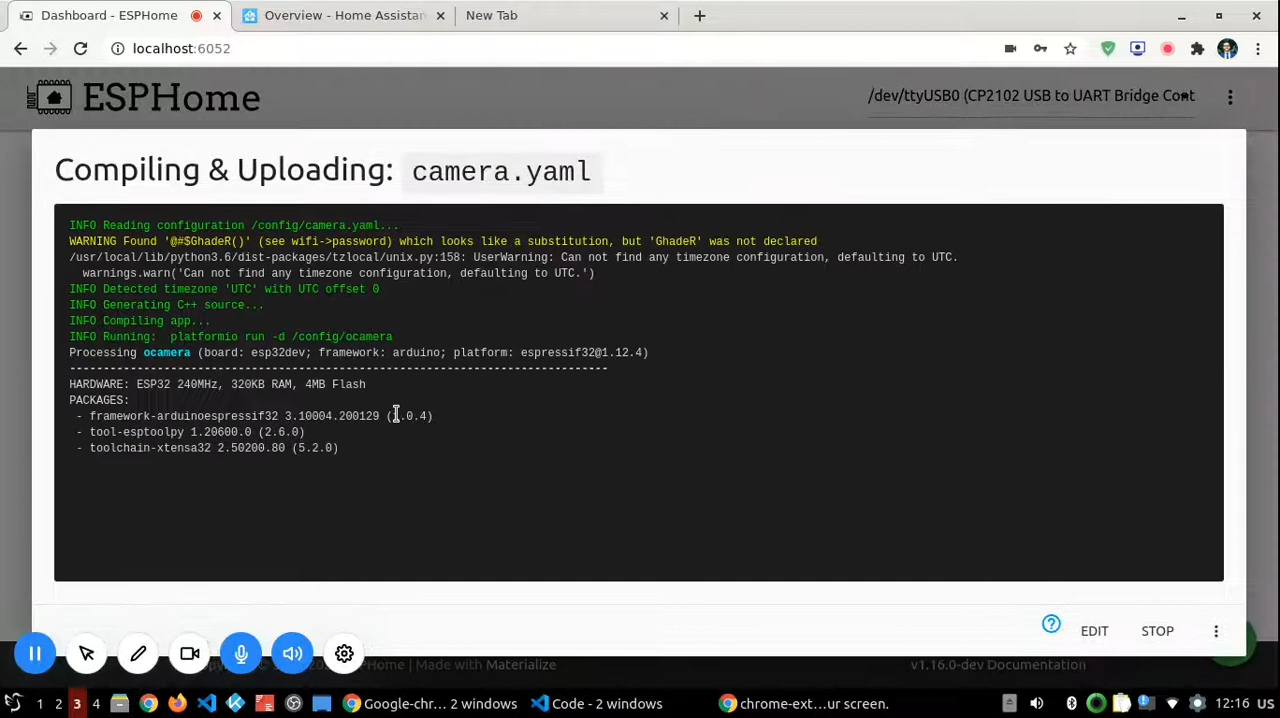 Dashboard - ESPHome
Overview - Home Assistan
New Tab
localhost:6052
ESPHome
/dev/ttyUSB0 (CP2102 USB to UART Bridge Cont
Compiling & Uploading: camera.yaml
INFO Reading configuration /config/camera.yaml...
WARNING Found '@#$GhadeR()' (see wifi->password) which looks like a substitution, but 'GhadeR' was not declared
/usr/local/lib/python3.6/dist-packages/tzlocal/unix.py:158: UserWarning: Can not find any timezone configuration, defaulting to UTC.
warnings.warn('Can not find any timezone configuration, defaulting to UTC.')
INFO Detected timezone 'UTC' with UTC offset 0
INFO Generating C++ source...
INFO Compiling app...
INFO Running:  platformio run -d /config/ocamera
Processing ocamera (board: esp32dev; framework: arduino; platform: espressif32@1.12.4)
--------------------------------------------------------------------------------
HARDWARE: ESP32 240MHz, 320KB RAM, 4MB Flash
PACKAGES:
- framework-arduinoespressif32 3.10004.200129 (1.0.4)
- tool-esptoolpy 1.20600.0 (2.6.0)
- toolchain-xtensa32 2.50200.80 (5.2.0)
EDIT
STOP
ESPHome | Made with Materialize
v1.16.0-dev Documentation
1 2 3 4
Google-chr... 2 windows
Code - 2 windows
chrome-ext...ur screen.
12:16 US